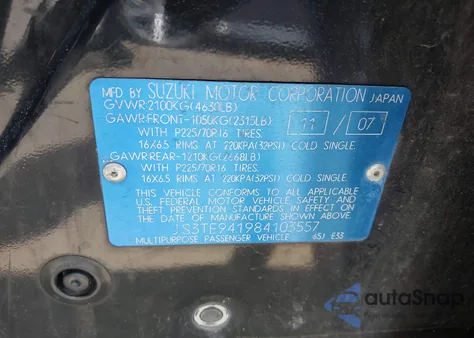 MFD BY SUZUKI MOTOR CORPORATION JAPAN
GVWR:2100KG(4630LB)
GAWR:FRONT-1050KG(2315LB) 11 / 07
WITH P225/70R16 TIRES.
16X6.5 RIMS AT 220KPA(32PSI) COLD SINGLE.
GAWR:REAR-1210KG(2668LB)
WITH P225/70R16 TIRES.
16X6.5 RIMS AT 220KPA(32PSI) COLD SINGLE.
THIS VEHICLE CONFORMS TO ALL APPLICABLE
U.S. FEDERAL MOTOR VEHICLE SAFETY AND
THEFT PREVENTION STANDARDS IN EFFECT ON
THE DATE OF MANUFACTURE SHOWN ABOVE.
JS3TE941984103557
MULTIPURPOSE PASSENGER VEHICLE 65J ESS
autoSnap